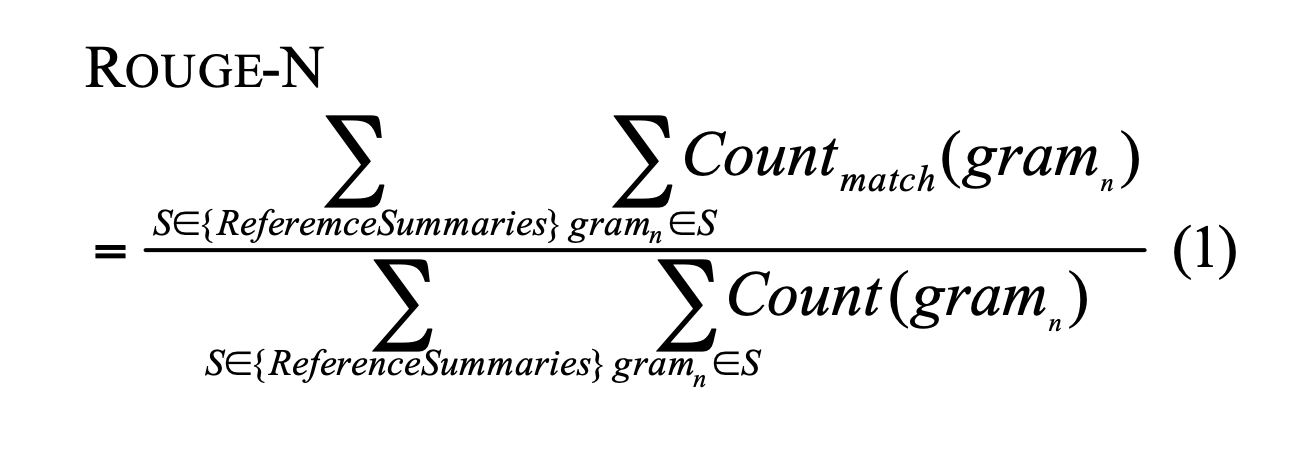 ROUGE-N
∑ ∑ Count_match(gram_n)
S∈{ReferemceSummaries} gram_n∈S
= (1)
∑ ∑ Count(gram_n)
S∈{ReferenceSummaries} gram_n∈S